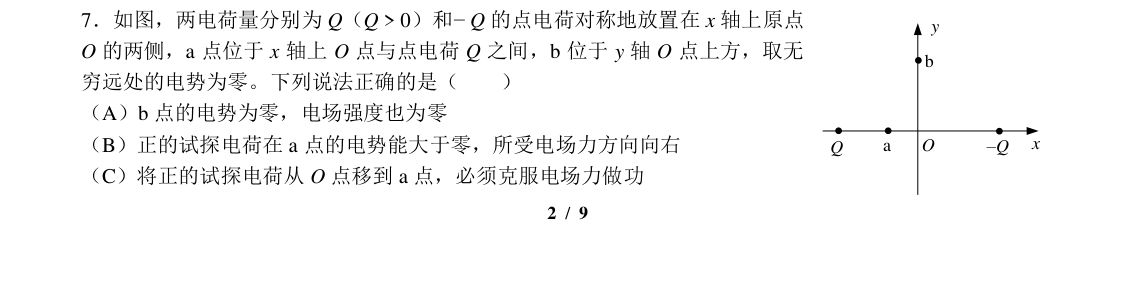 7．如图，两电荷量分别为 Q（Q＞0）和− Q 的点电荷对称地放置在 x 轴上原点
O 的两侧，a 点位于 x 轴上 O 点与点电荷 Q 之间，b 位于 y 轴 O 点上方，取无
穷远处的电势为零。下列说法正确的是（　　）
（A）b 点的电势为零，电场强度也为零
（B）正的试探电荷在 a 点的电势能大于零，所受电场力方向向右
（C）将正的试探电荷从 O 点移到 a 点，必须克服电场力做功
y
b
Q a O −Q x
2 / 9